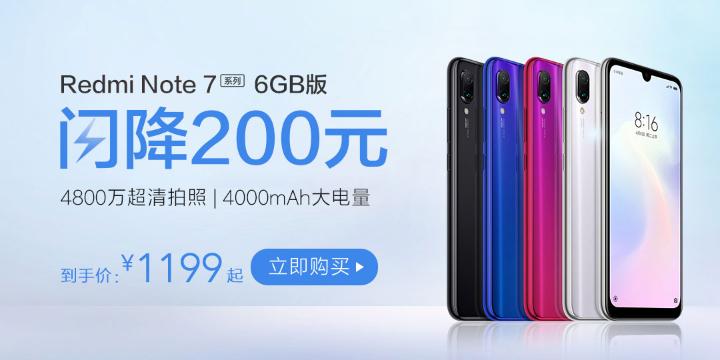 Redmi Note 7 系列 6GB版
闪降200元
4800万超清拍照 | 4000mAh大电量
到手价: ¥1199起 立即购买
8:16